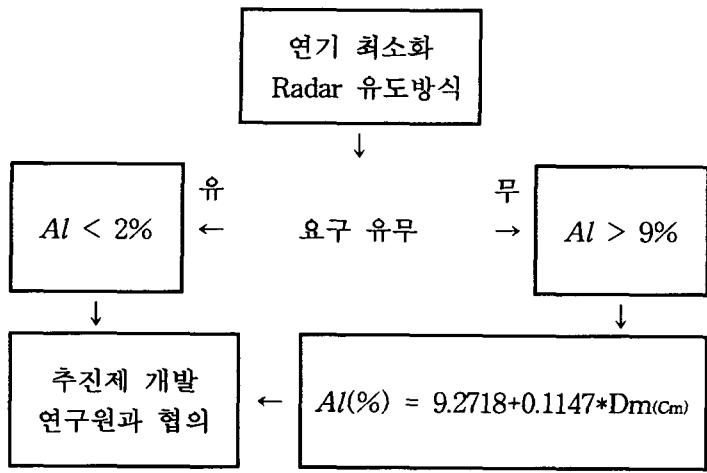 연기 최소화
Radar 유도방식
↓
유
무
Al < 2%
←
요구 유무
→
Al > 9%
↓
↓
추진제 개발
연구원과 협의
←
Al(%) = 9.2718+0.1147*Dm(Cm)